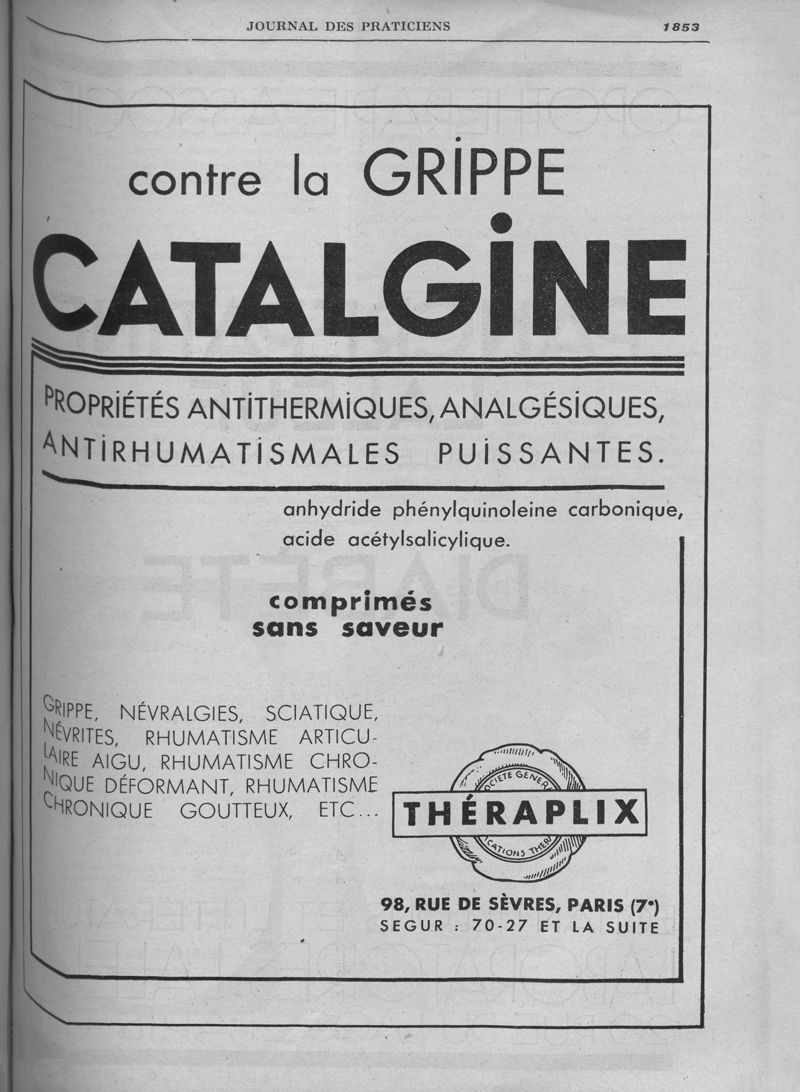 JOURNAL DES PRATICIENS 1853
contre la GRIPPE
CATALGINE
PROPRIÉTÉS ANTITHERMIQUES, ANALGÉSIQUES,
ANTIRHUMATISMALES PUISSANTES.
anhydride phénylquinoleine carbonique,
acide acétylsalicylique.
comprimés
sans saveur
GRIPPE, NÉVRALGIES, SCIATIQUE,
NÉVRITES, RHUMATISME ARTICU-
LAIRE AIGU, RHUMATISME CHRO-
NIQUE DÉFORMANT, RHUMATISME
CHRONIQUE GOUTTEUX, ETC...
THÉRAPLIX
98, RUE DE SÈVRES, PARIS (7e)
SEGUR : 70-27 ET LA SUITE